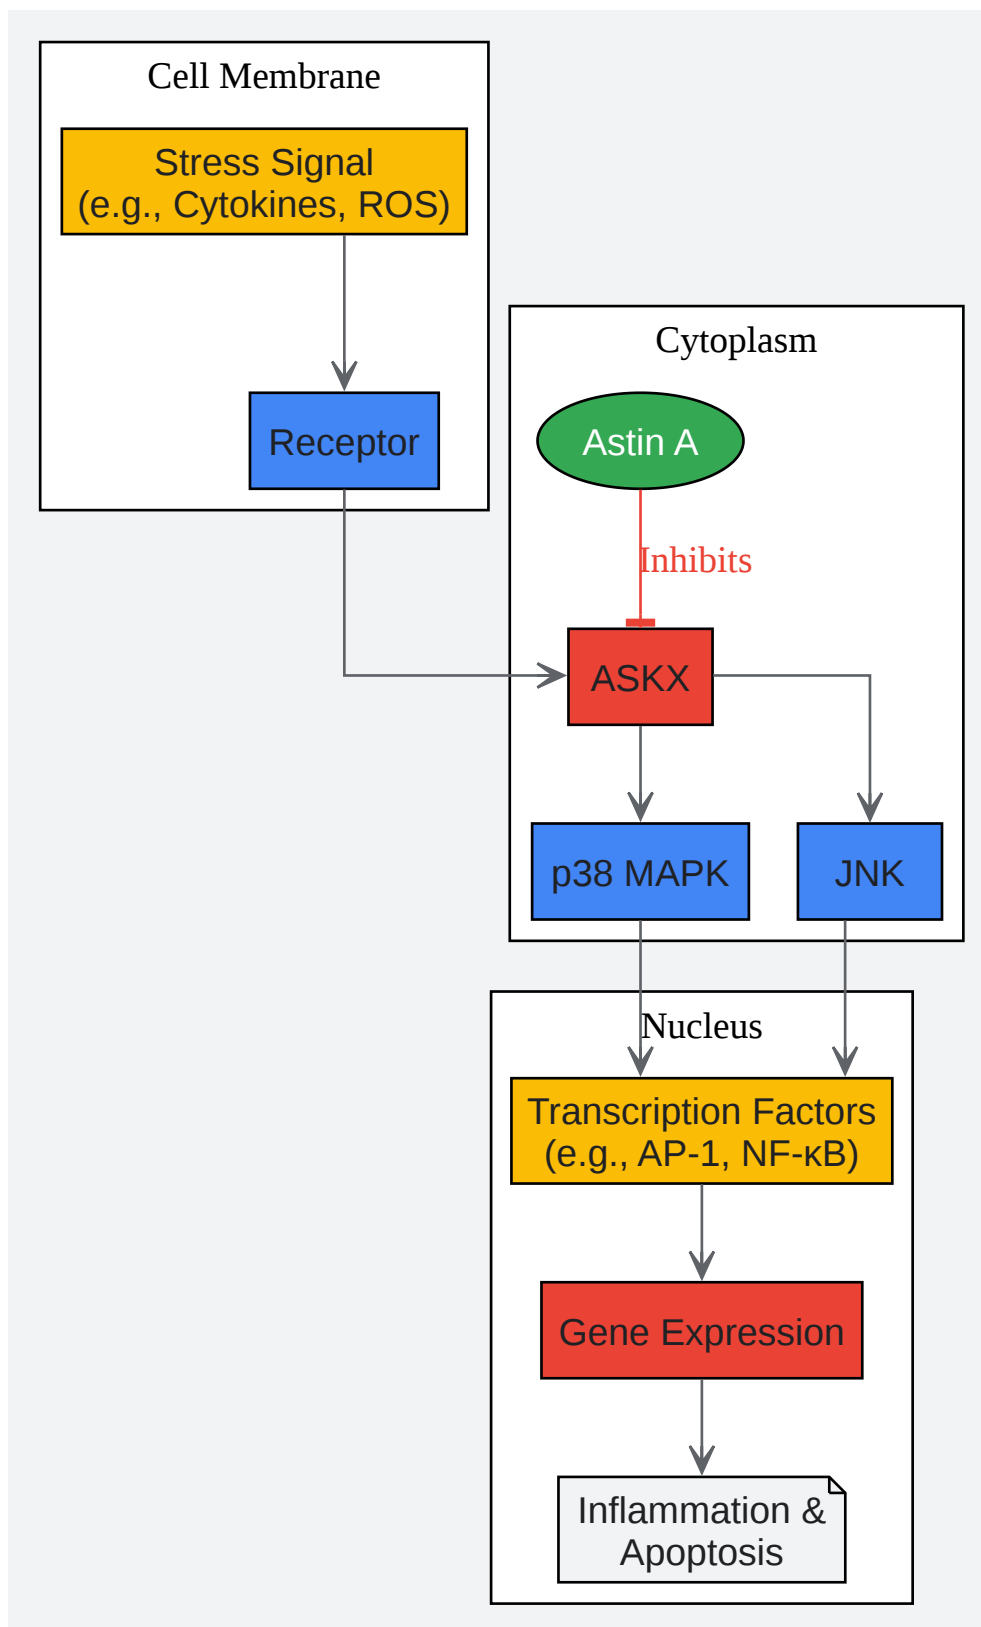 Cell Membrane
Stress Signal
(e.g., Cytokines, ROS)
Receptor
Cytoplasm
Astin A
Inhibits
ASKX
p38 MAPK
JNK
Nucleus
Transcription Factors
(e.g., AP-1, NF-κB)
Gene Expression
Inflammation &
Apoptosis